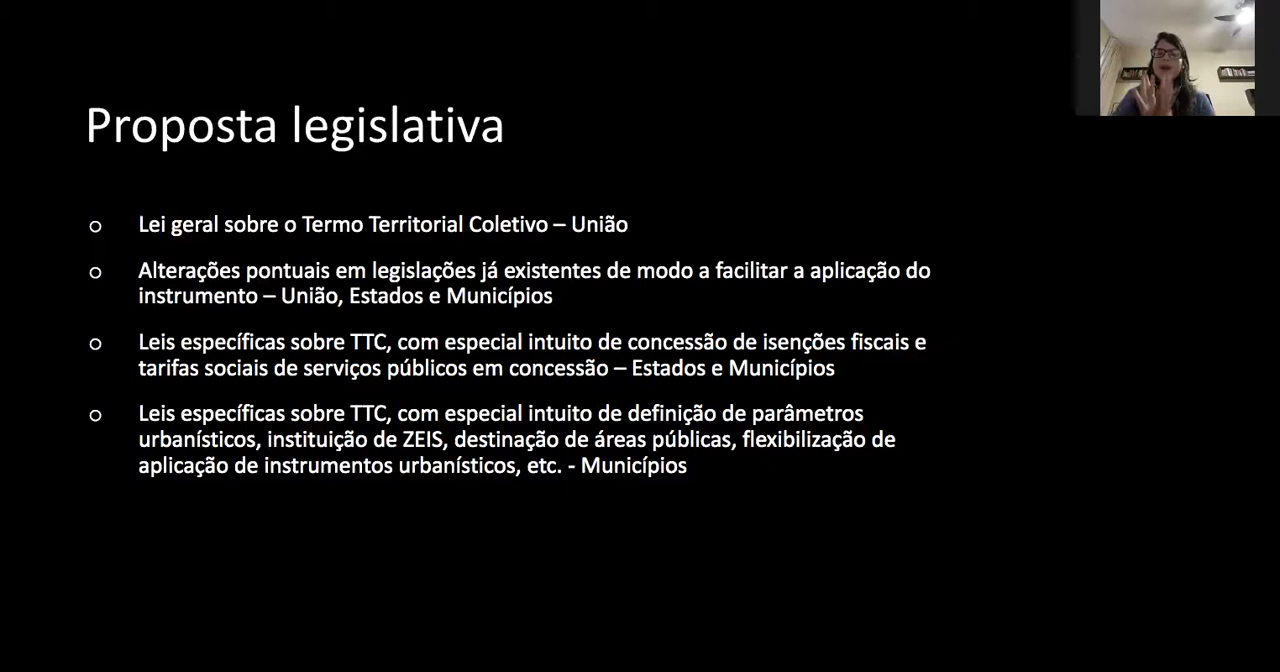 Proposta legislativa
o Lei geral sobre o Termo Territorial Coletivo – União
o Alterações pontuais em legislações já existentes de modo a facilitar a aplicação do
instrumento – União, Estados e Municípios
o Leis específicas sobre TTC, com especial intuito de concessão de isenções fiscais e
tarifas sociais de serviços públicos em concessão – Estados e Municípios
o Leis específicas sobre TTC, com especial intuito de definição de parâmetros
urbanísticos, instituição de ZEIS, destinação de áreas públicas, flexibilização de
aplicação de instrumentos urbanísticos, etc. - Municípios